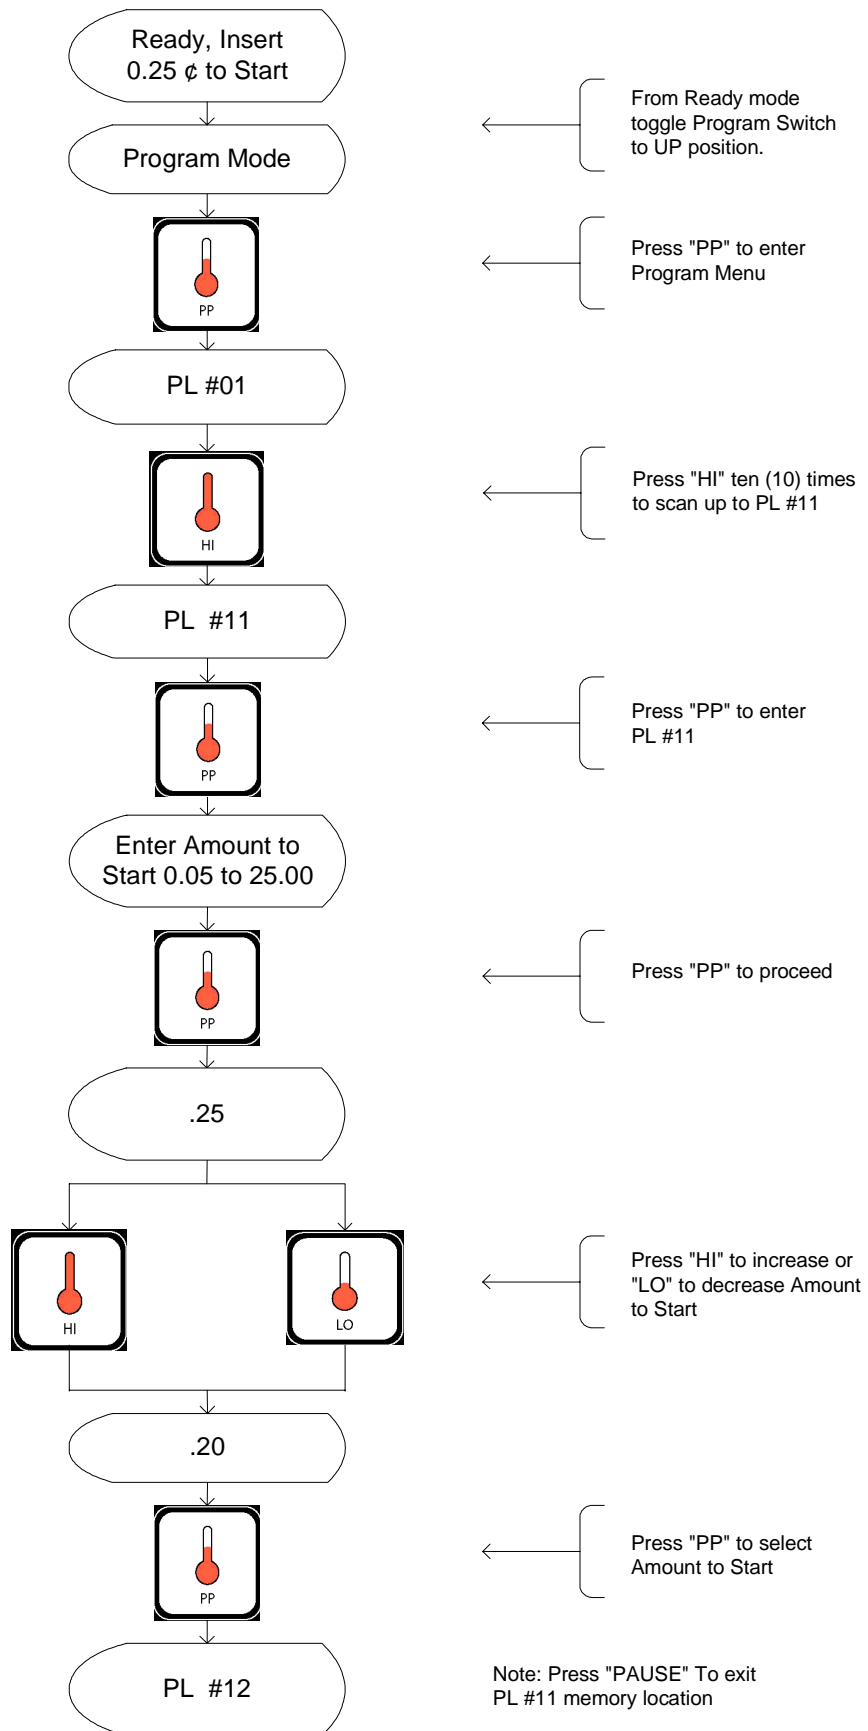 Ready, Insert
0.25 ¢ to Start
From Ready mode
toggle Program Switch
to UP position.
Program Mode
PP
Press "PP" to enter
Program Menu
PL #01
HI
Press "HI" ten (10) times
to scan up to PL #11
PL #11
PP
Press "PP" to enter
PL #11
Enter Amount to
Start 0.05 to 25.00
PP
Press "PP" to proceed
.25
HI
LO
Press "HI" to increase or
"LO" to decrease Amount
to Start
.20
PP
Press "PP" to select
Amount to Start
PL #12
Note: Press "PAUSE" To exit
PL #11 memory location